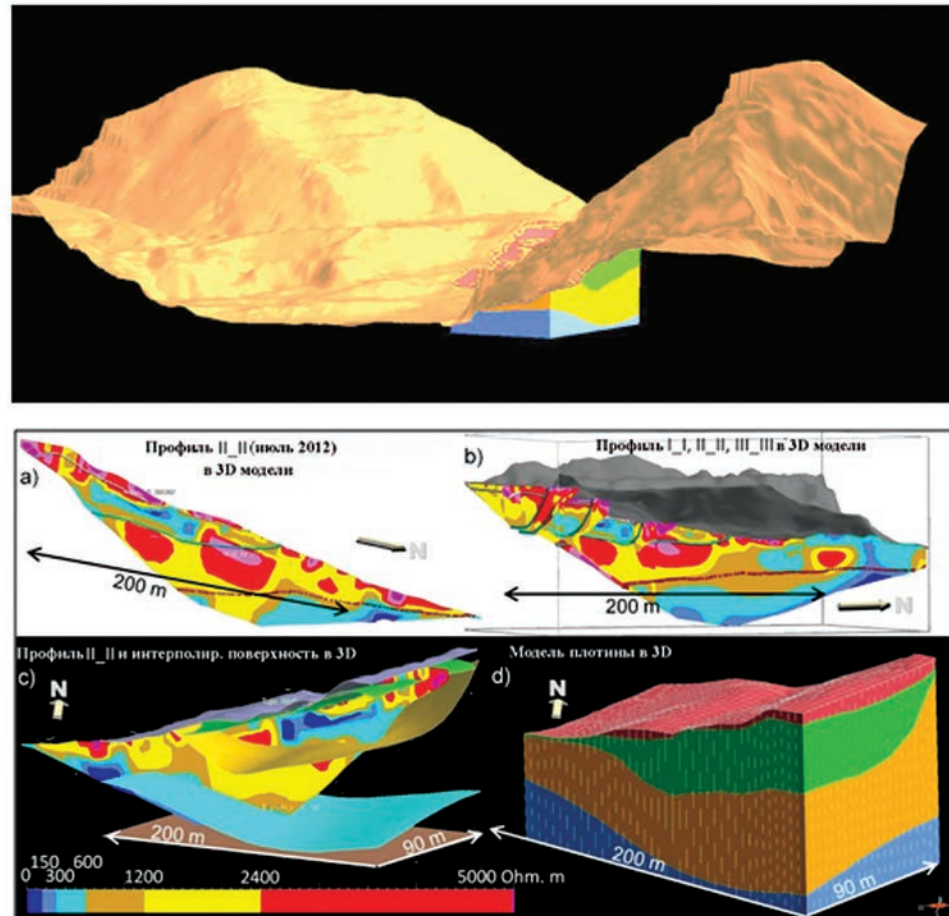 Профиль II_II (июль 2012)
в 3D модели
a)
200 m
N
Профиль I_I, II_II, III_III в 3D модели
b)
200 m
N
Профиль II_II и интерполир. поверхность в 3D
c)
N
200 m
90 m
Модель плотины в 3D
d)
N
200 m
90 m
150 600
0 300 1200 2400 5000 Ohm. m